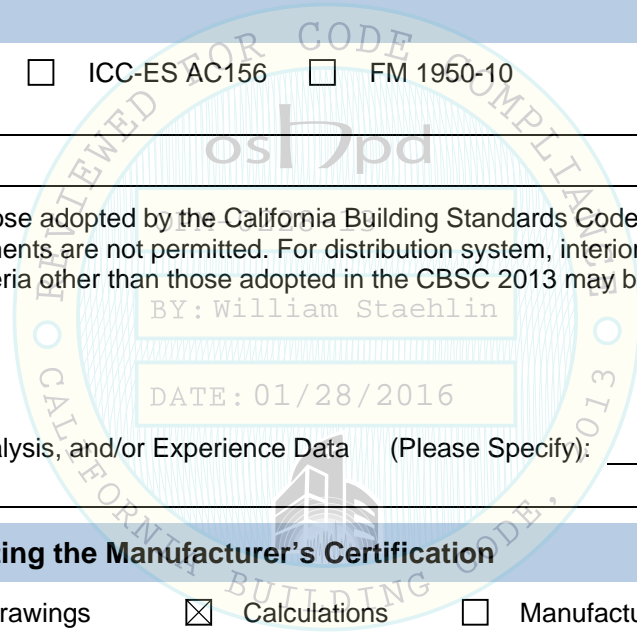 ☐ ICC-ES AC156 ☐ FM 1950-10
REVIEWED FOR CODE COMPLIANCE
oshpd
ose adopted by the California Building Standards Code
ents are not permitted. For distribution system, interior
eria other than those adopted in the CBSC 2013 may b
BY: William Staehlin
DATE: 01/28/2016
alysis, and/or Experience Data (Please Specify):
CALIFORNIA BUILDING CODE, 2013
ting the Manufacturer's Certification
rawings ☒ Calculations ☐ Manufactu